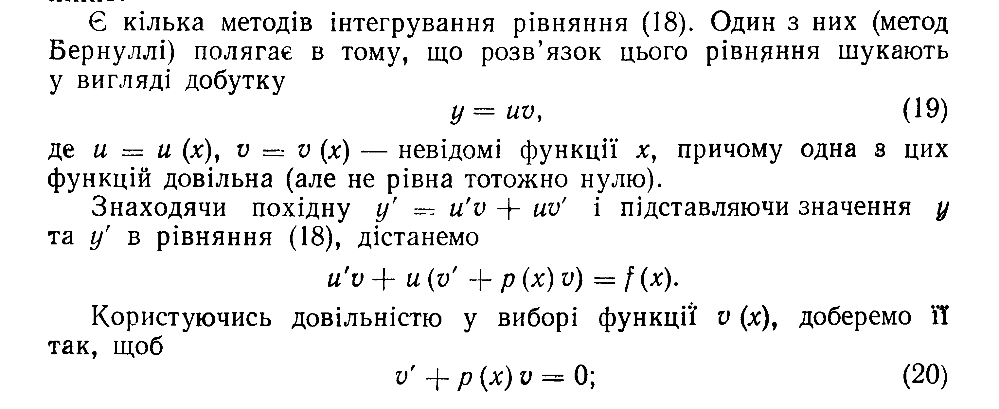 Є кілька методів інтегрування рівняння (18). Один з них (метод
Бернуллі) полягає в тому, що розв'язок цього рівняння шукають
у вигляді добутку
y = uv, (19)
де u = u (x), v = v (x) — невідомі функції x, причому одна з цих
функцій довільна (але не рівна тотожно нулю).
Знаходячи похідну y′ = u′v + uv′ і підставляючи значення y
та y′ в рівняння (18), дістанемо
u′v + u (v′ + p (x) v) = f (x).
Користуючись довільністю у виборі функції v (x), доберемо її
так, щоб
v′ + p (x) v = 0; (20)